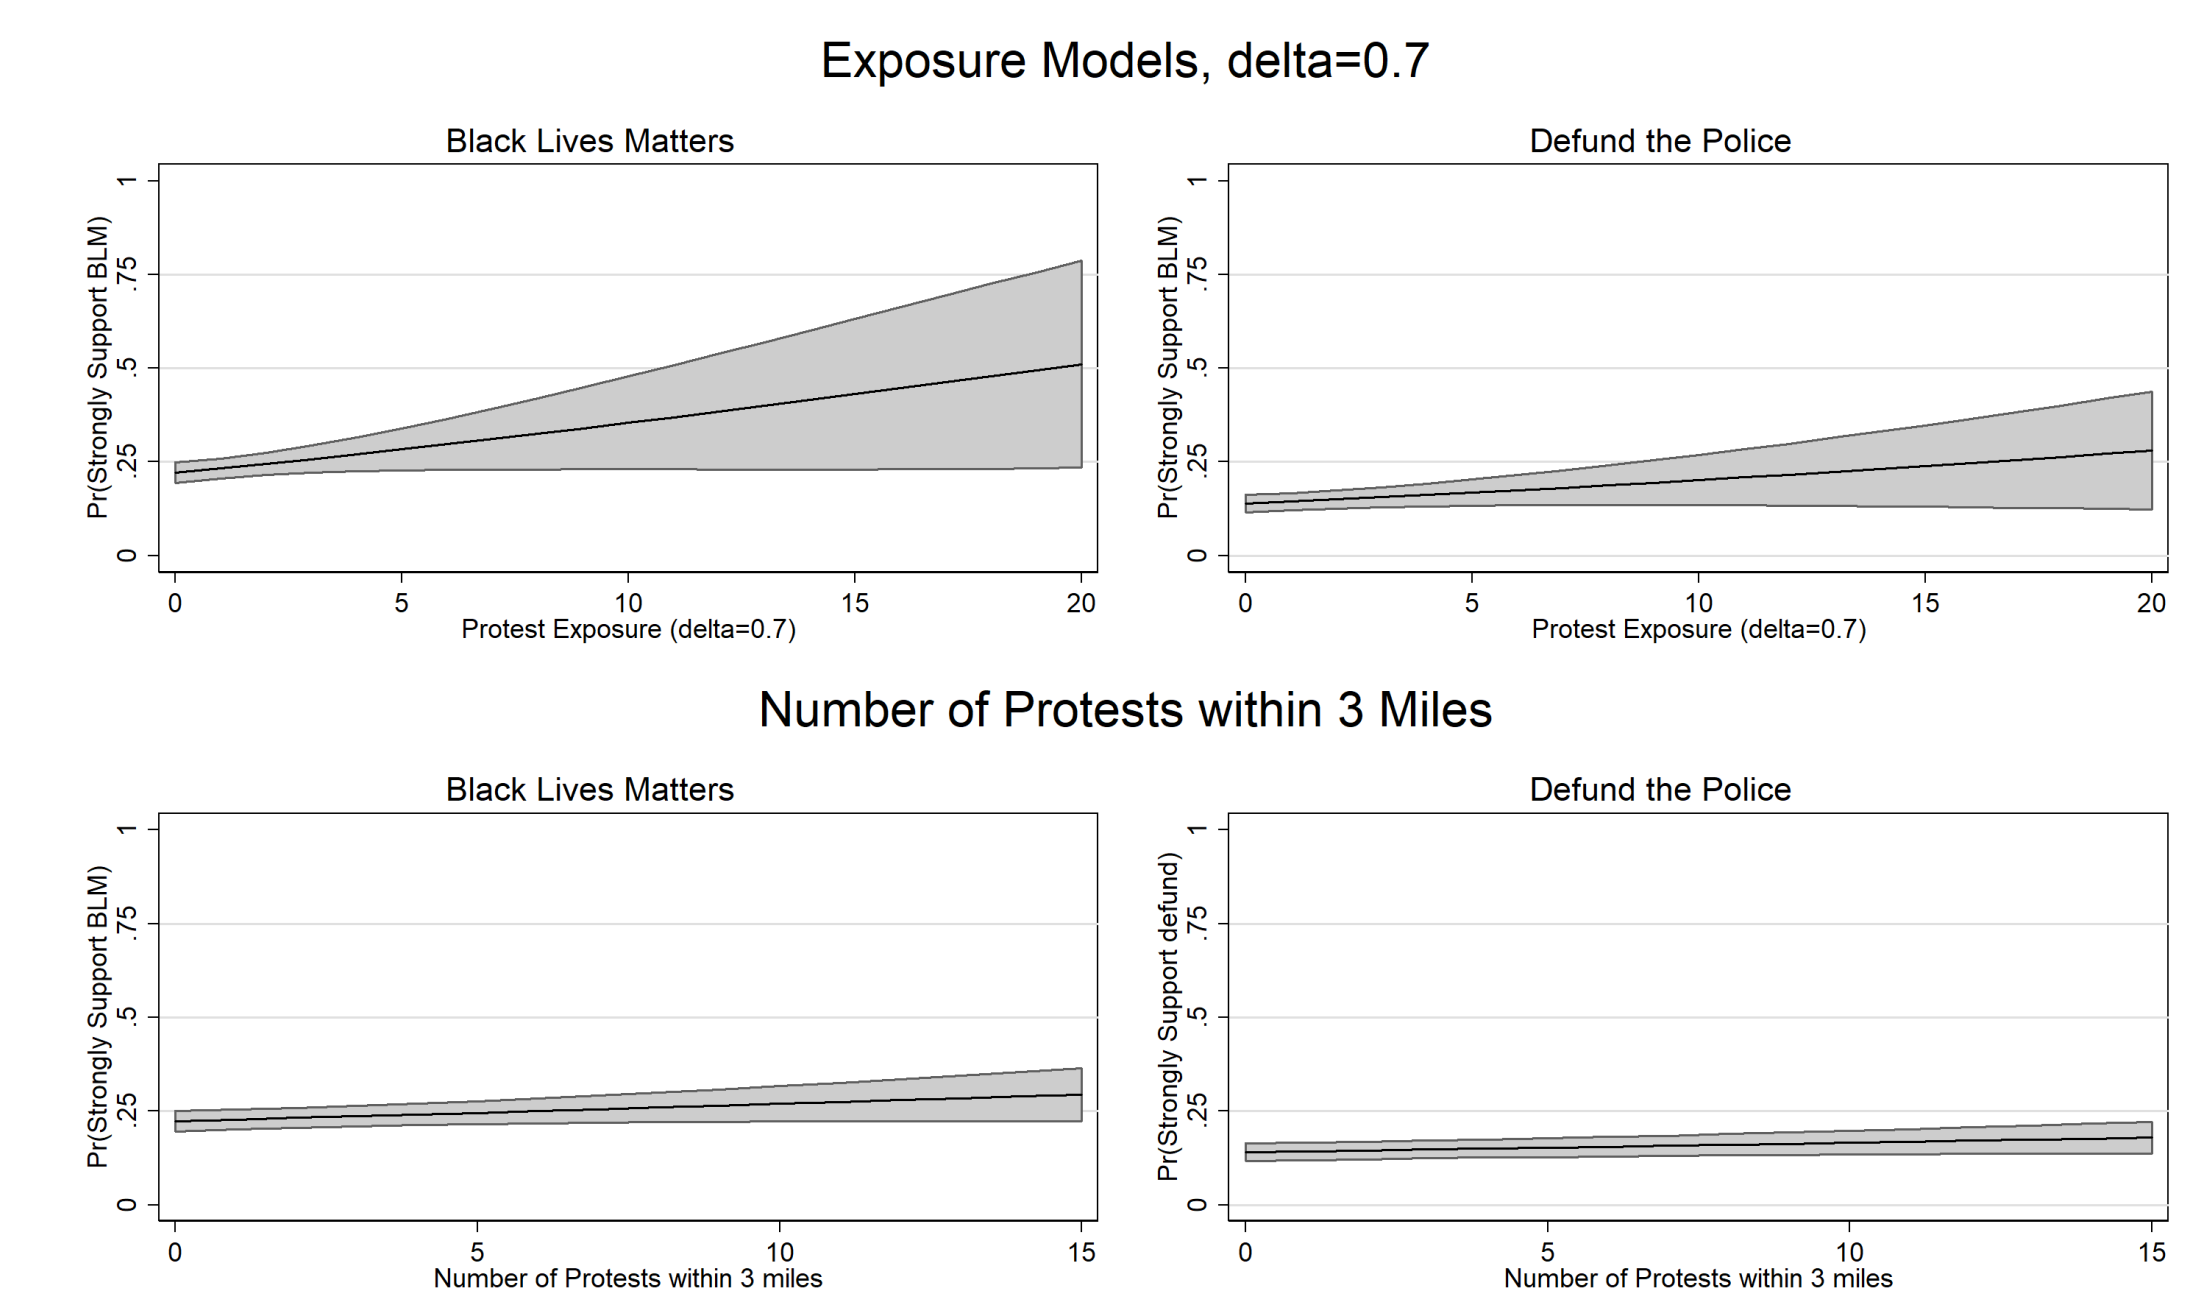 Exposure Models, delta=0.7
Black Lives Matters
Pr(Strongly Support BLM)
1
.75
.5
.25
0
0 5 10 15 20
Protest Exposure (delta=0.7)
Defund the Police
Pr(Strongly Support BLM)
1
.75
.5
.25
0
0 5 10 15 20
Protest Exposure (delta=0.7)
Number of Protests within 3 Miles
Black Lives Matters
Pr(Strongly Support BLM)
1
.75
.5
.25
0
0 5 10 15
Number of Protests within 3 miles
Defund the Police
Pr(Strongly Support defund)
1
.75
.5
.25
0
0 5 10 15
Number of Protests within 3 miles